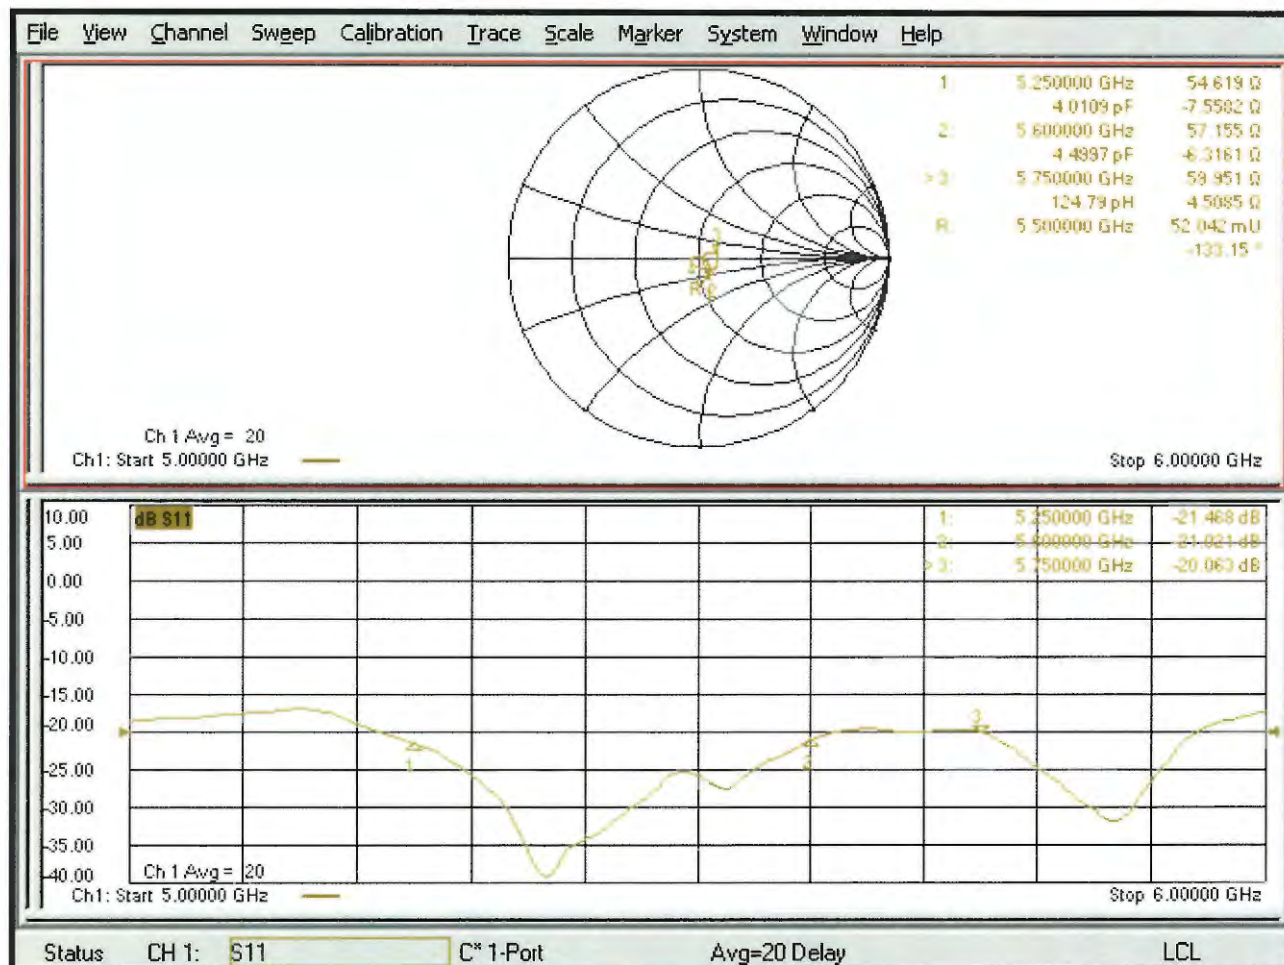 File View Channel Sweep Calibration Trace Scale Marker System Window Help
1: 5.250000 GHz 54.619 Ω
4.0109 pF -7.5582 Ω
2: 5.600000 GHz 57.155 Ω
4.4997 pF -6.3161 Ω
> 3: 5.750000 GHz 59.951 Ω
124.79 pH 4.5085 Ω
R: 5.500000 GHz 52.042 mU
-133.15 °
3
R 2
Ch 1 Avg = 20
Ch1: Start 5.00000 GHz Stop 6.00000 GHz
10.00 dB S11 1: 5.250000 GHz -21.468 dB
5.00 2: 5.600000 GHz -21.021 dB
0.00 > 3: 5.750000 GHz -20.063 dB
-5.00
-10.00
-15.00
-20.00 3
-25.00 1 2
-30.00
-35.00
-40.00 Ch 1 Avg = 20
Ch1: Start 5.00000 GHz Stop 6.00000 GHz
Status CH 1: S11 C* 1-Port Avg=20 Delay LCL